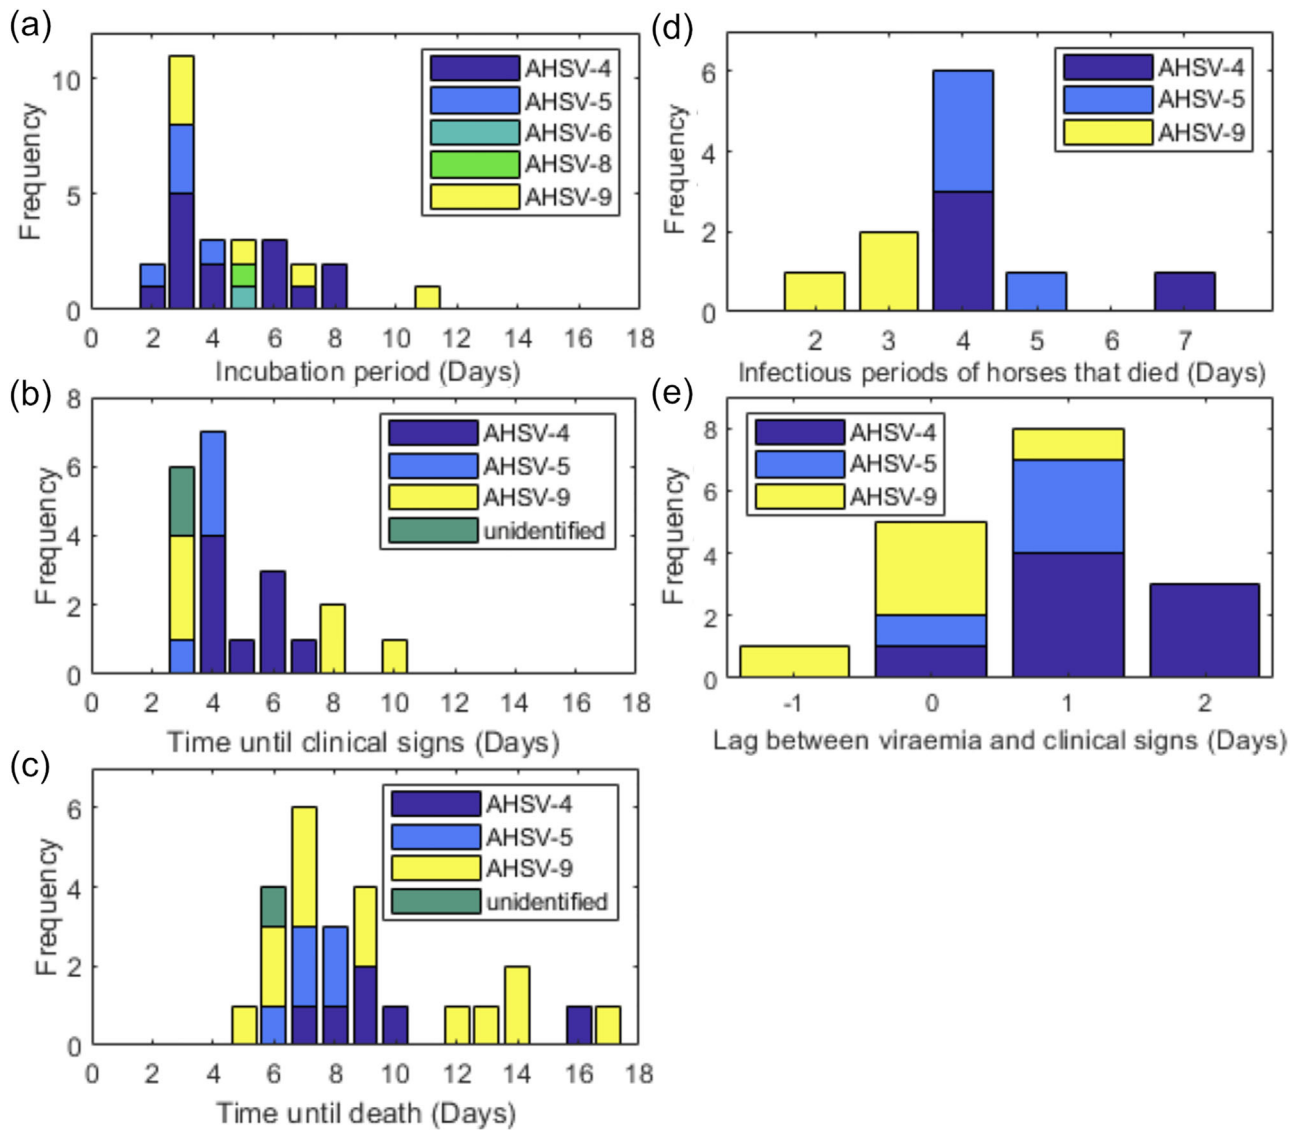 (a)
10
5
0
Frequency
AHSV-4
AHSV-5
AHSV-6
AHSV-8
AHSV-9
0 2 4 6 8 10 12 14 16 18
Incubation period (Days)
(b)
8
6
4
2
0
Frequency
AHSV-4
AHSV-5
AHSV-9
unidentified
0 2 4 6 8 10 12 14 16 18
Time until clinical signs (Days)
(c)
6
4
2
0
Frequency
AHSV-4
AHSV-5
AHSV-9
unidentified
0 2 4 6 8 10 12 14 16 18
Time until death (Days)
(d)
6
4
2
0
Frequency
AHSV-4
AHSV-5
AHSV-9
2 3 4 5 6 7
Infectious periods of horses that died (Days)
(e)
8
6
4
2
0
Frequency
AHSV-4
AHSV-5
AHSV-9
-1 0 1 2
Lag between viraemia and clinical signs (Days)